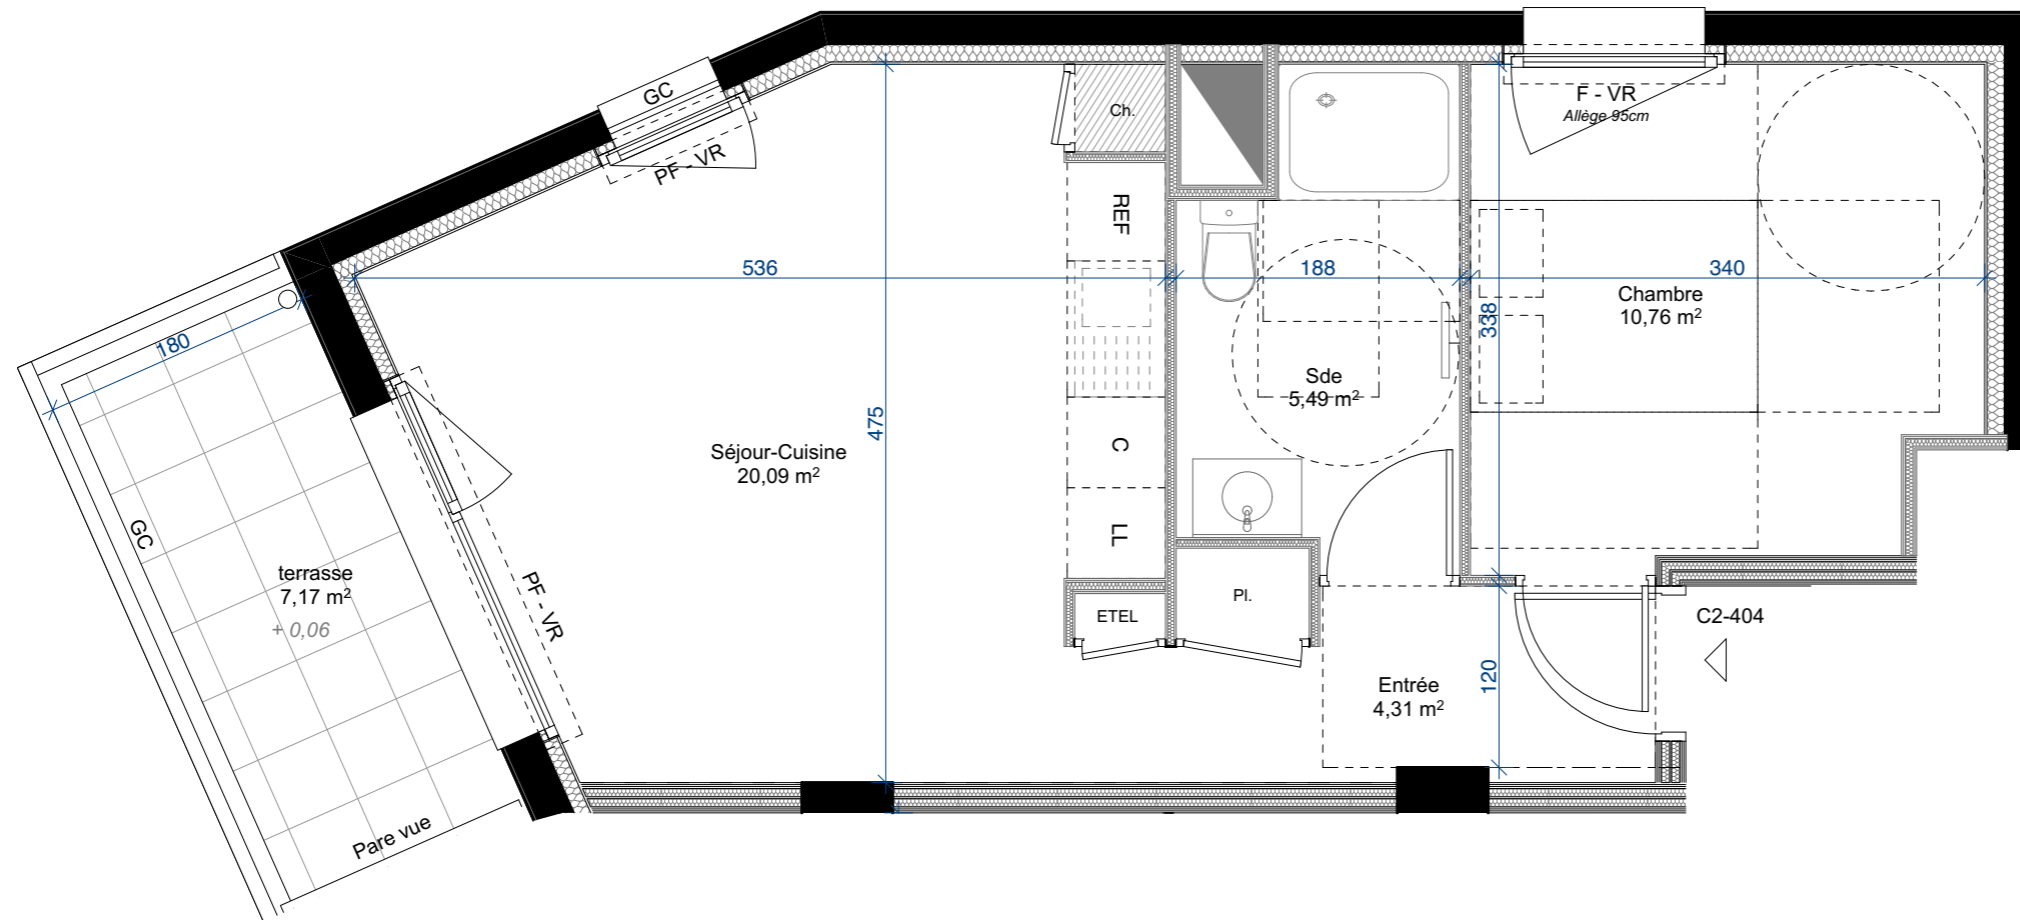 GC
PF - VR
Ch.
F - VR
Allège 95cm
REF
536
188
340
Chambre
10,76 m²
338
180
Sde
5,49 m²
475
C
Séjour-Cuisine
20,09 m²
LL
GC
terrasse
7,17 m²
+ 0,06
PF - VR
ETEL
Pl.
C2-404
120
Entrée
4,31 m²
Pare vue